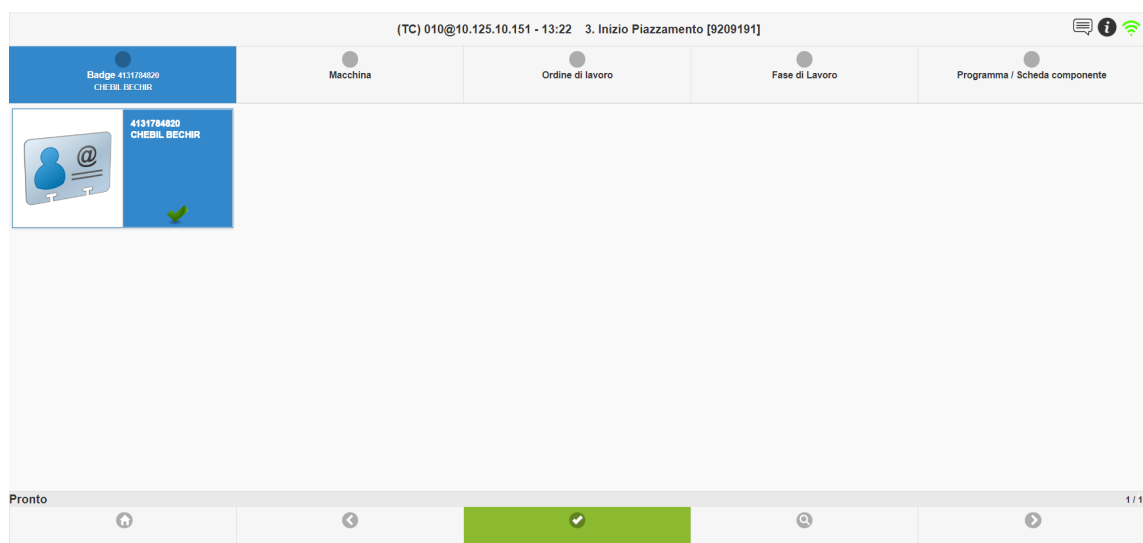 (TC) 010@10.125.10.151 - 13:22 3. Inizio Piazzamento [9209191]
Badge 4131784820
CHEBIL BECHIR
Macchina
Ordine di lavoro
Fase di Lavoro
Programma / Scheda componente
4131784820
CHEBIL BECHIR
@
Pronto
1 / 1